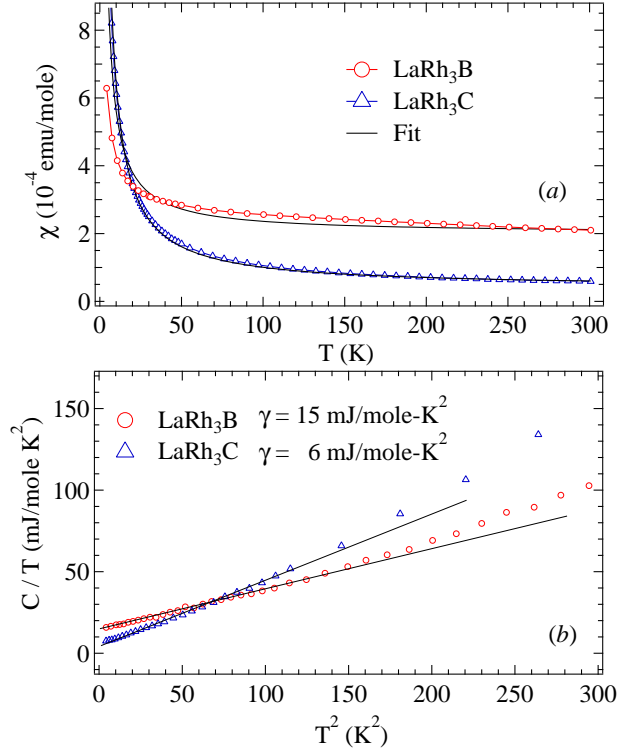 8
6
4
2
0
χ (10⁻⁴ emu/mole)
LaRh₃B
LaRh₃C
Fit
(a)
0 50 100 150 200 250 300
T (K)
150
100
50
0
C / T (mJ/mole K²)
LaRh₃B γ = 15 mJ/mole-K²
LaRh₃C γ = 6 mJ/mole-K²
(b)
0 50 100 150 200 250 300
T² (K²)